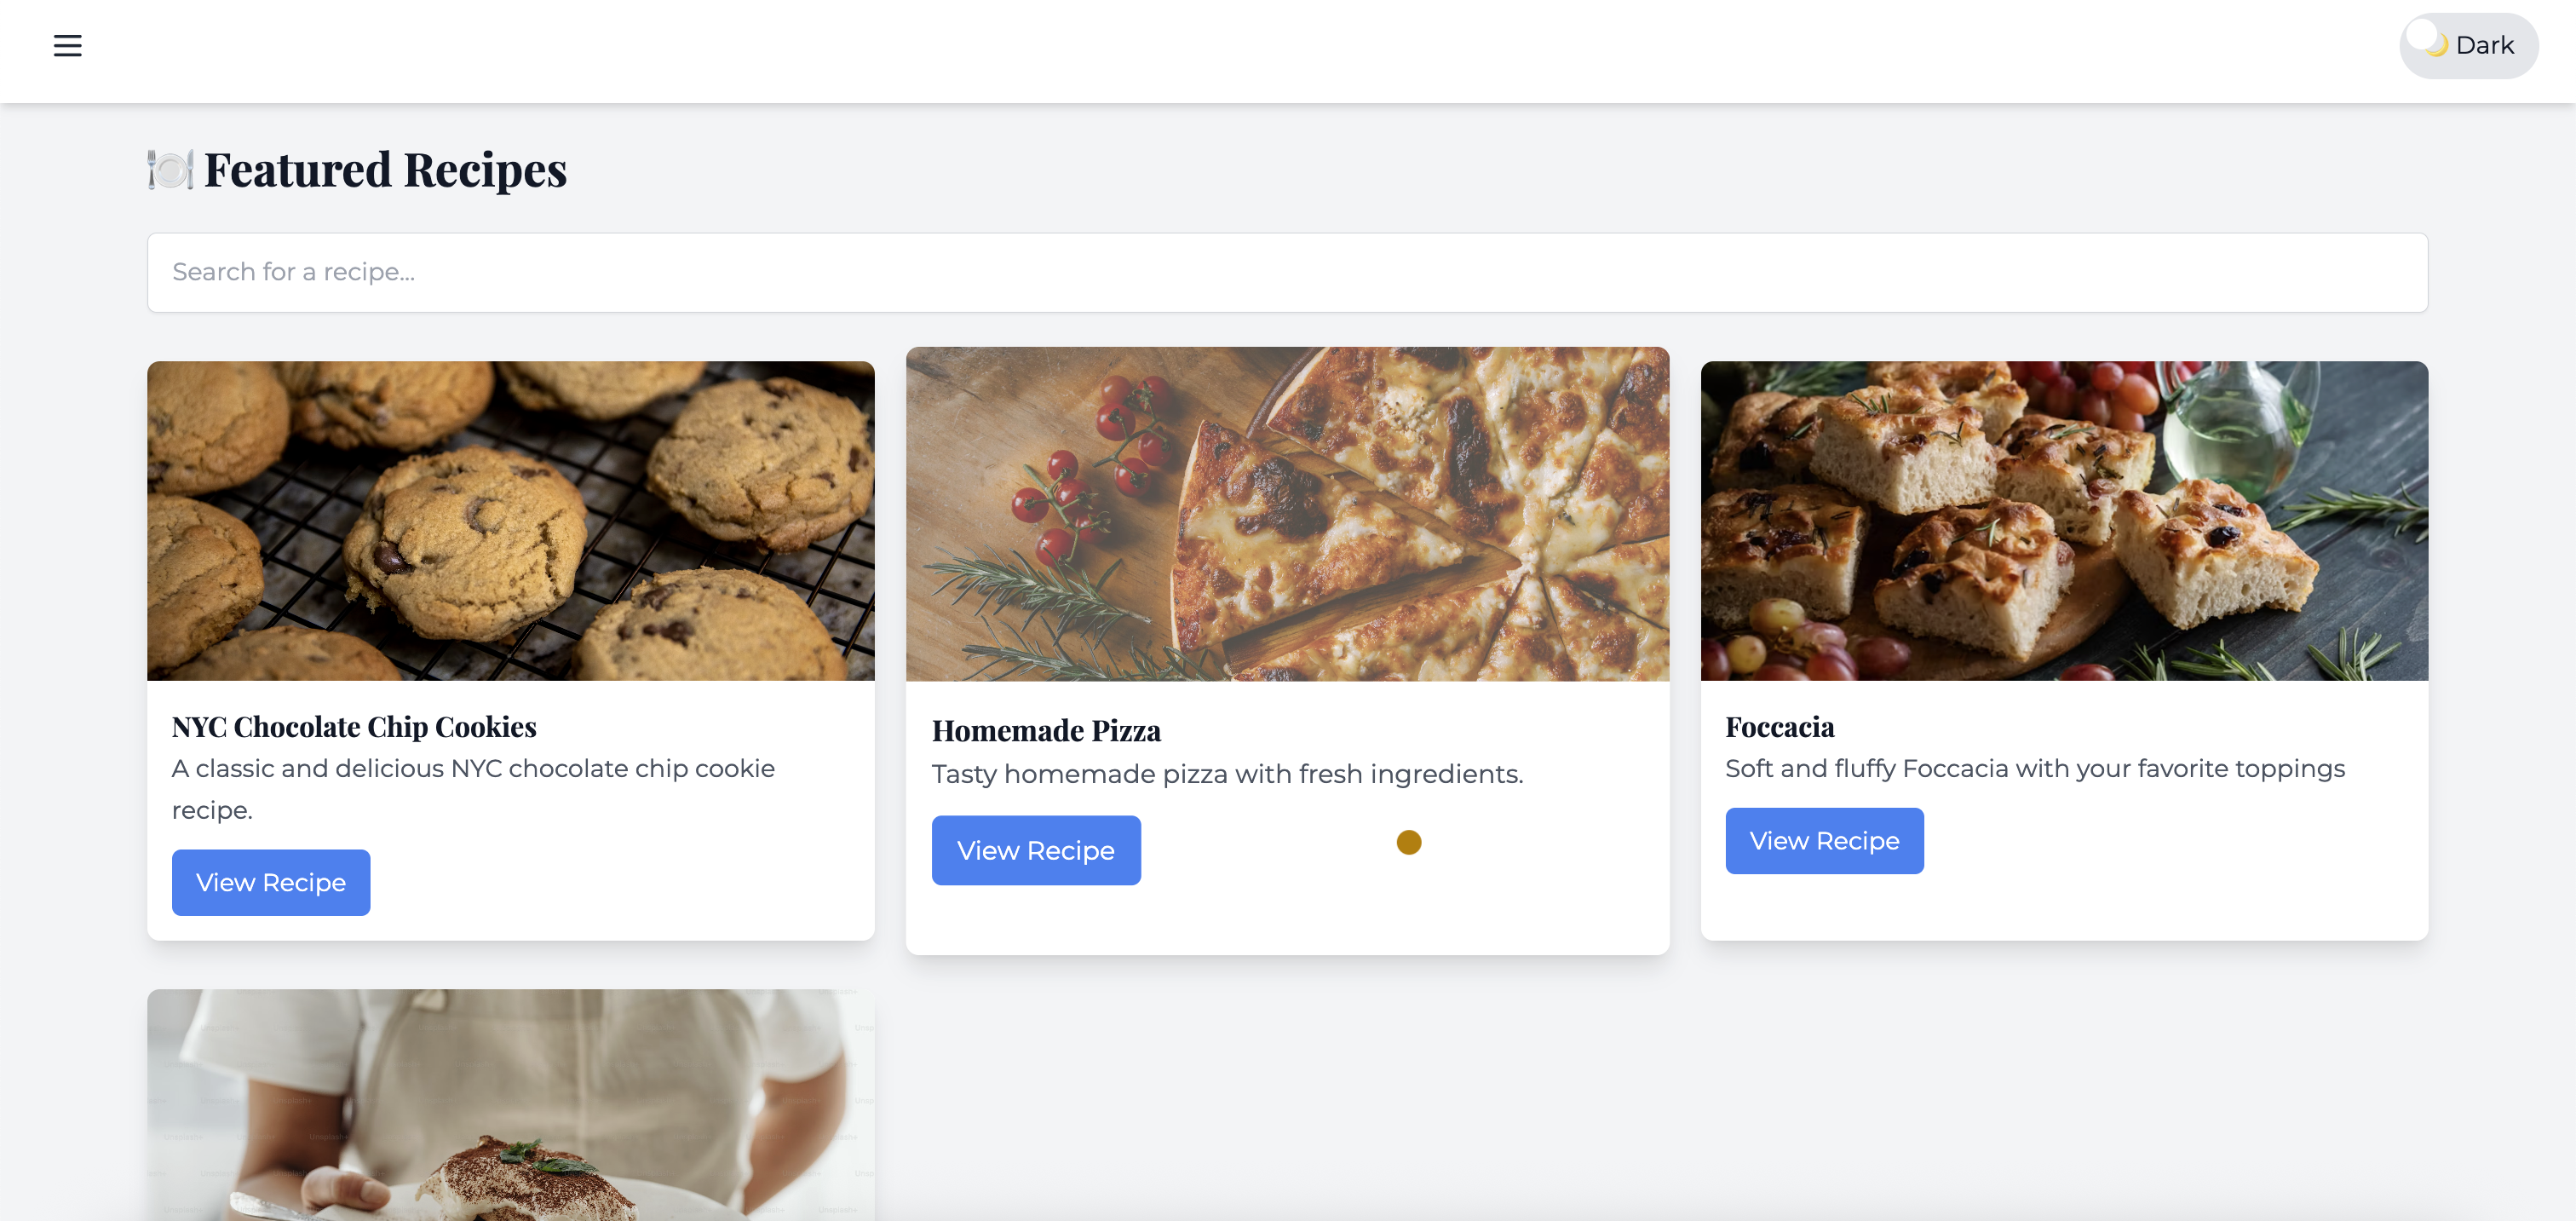 🌙 Dark
🍽️ Featured Recipes
Search for a recipe...
NYC Chocolate Chip Cookies
A classic and delicious NYC chocolate chip cookie
recipe.
View Recipe
Homemade Pizza
Tasty homemade pizza with fresh ingredients.
View Recipe
Foccacia
Soft and fluffy Foccacia with your favorite toppings
View Recipe
Unsplash+